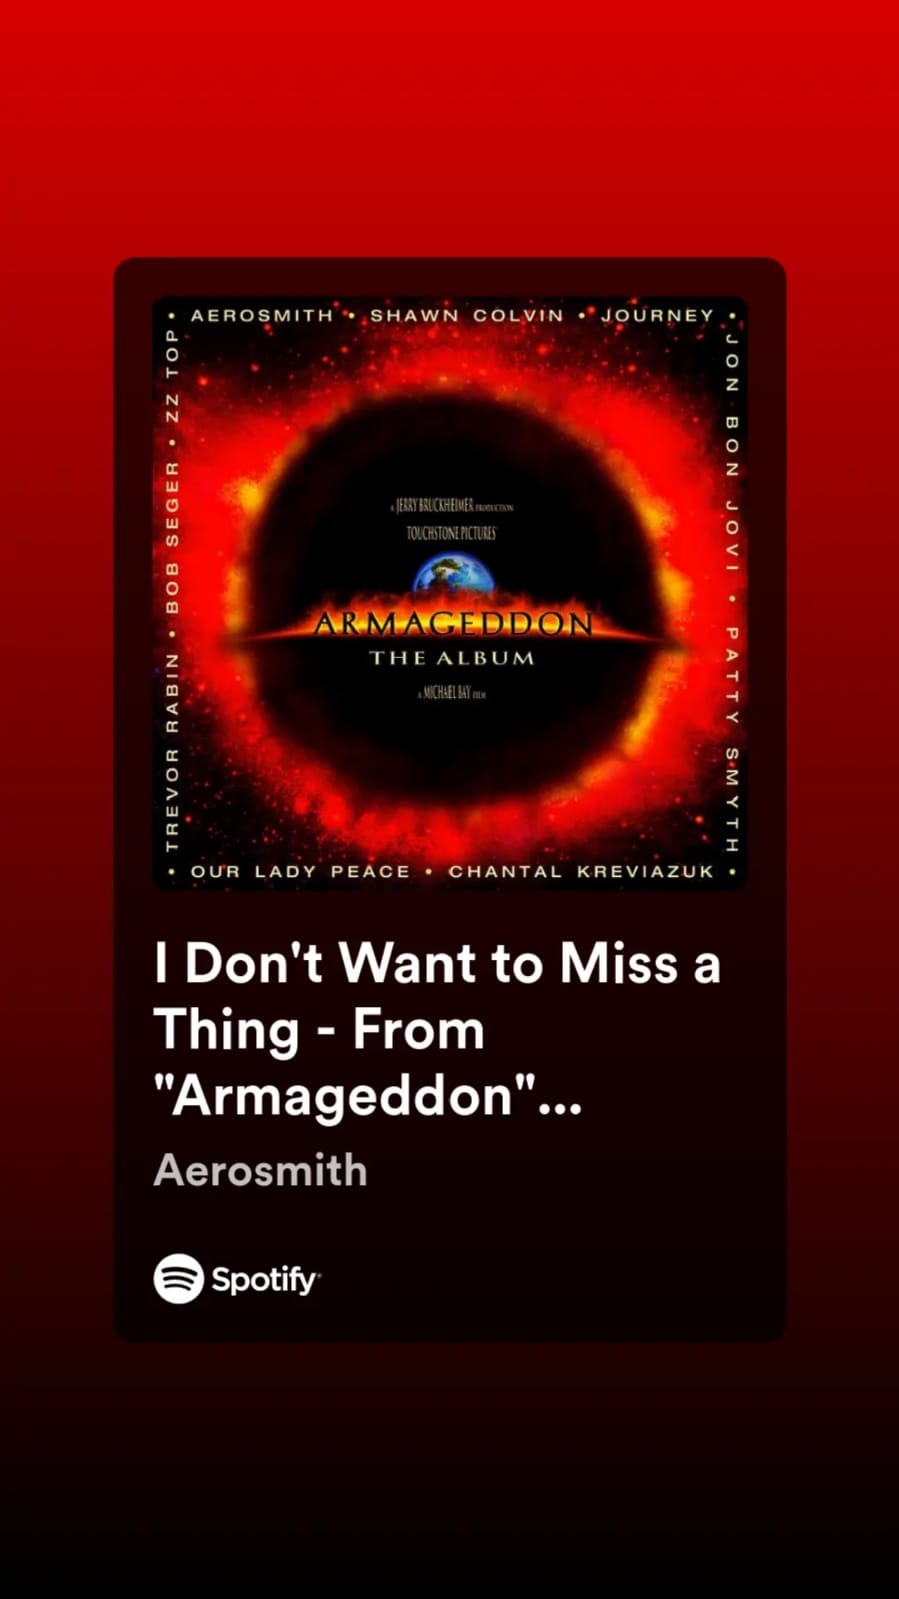 • AEROSMITH • SHAWN COLVIN • JOURNEY •
JON BON JOVI • PATTY SMYTH
• OUR LADY PEACE • CHANTAL KREVIAZUK •
TREVOR RABIN • BOB SEGER • ZZ TOP
A JERRY BRUCKHEIMER PRODUCTION
TOUCHSTONE PICTURES
ARMAGEDDON
THE ALBUM
A MICHAEL BAY FILM
I Don't Want to Miss a
Thing - From
"Armageddon"...
Aerosmith
Spotify